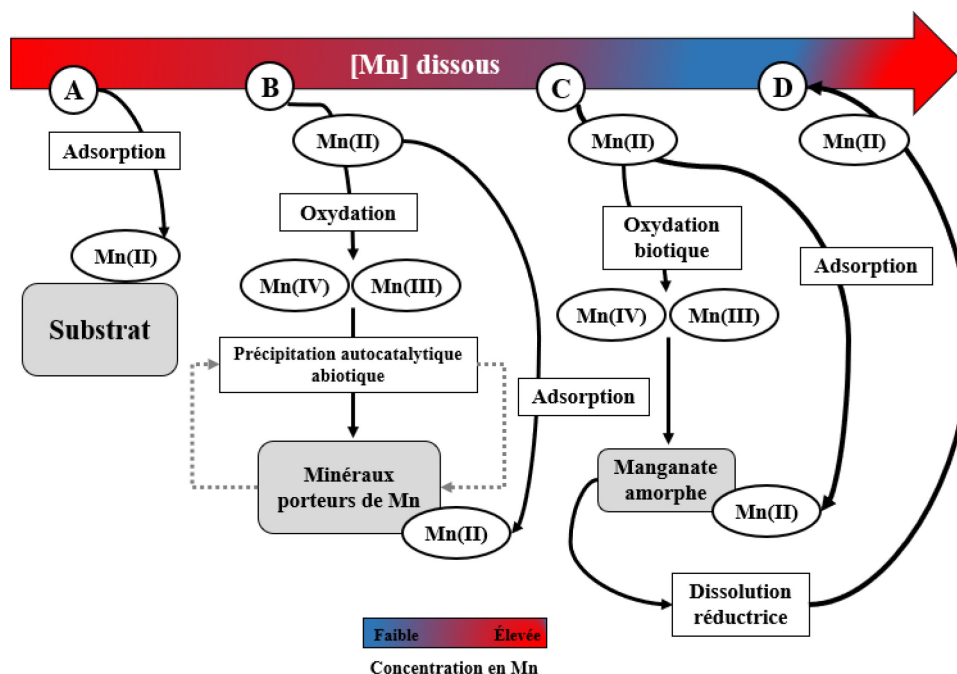 [Mn] dissous
A
B
C
D
Mn(II)
Mn(II)
Mn(II)
Adsorption
Oxydation
Oxydation
biotique
Mn(II)
Adsorption
Mn(IV)
Mn(III)
Mn(IV)
Mn(III)
Substrat
Précipitation autocatalytique
abiotique
Adsorption
Minéraux
porteurs de Mn
Manganate
amorphe
Mn(II)
Mn(II)
Dissolution
réductrice
Faible
Élevée
Concentration en Mn